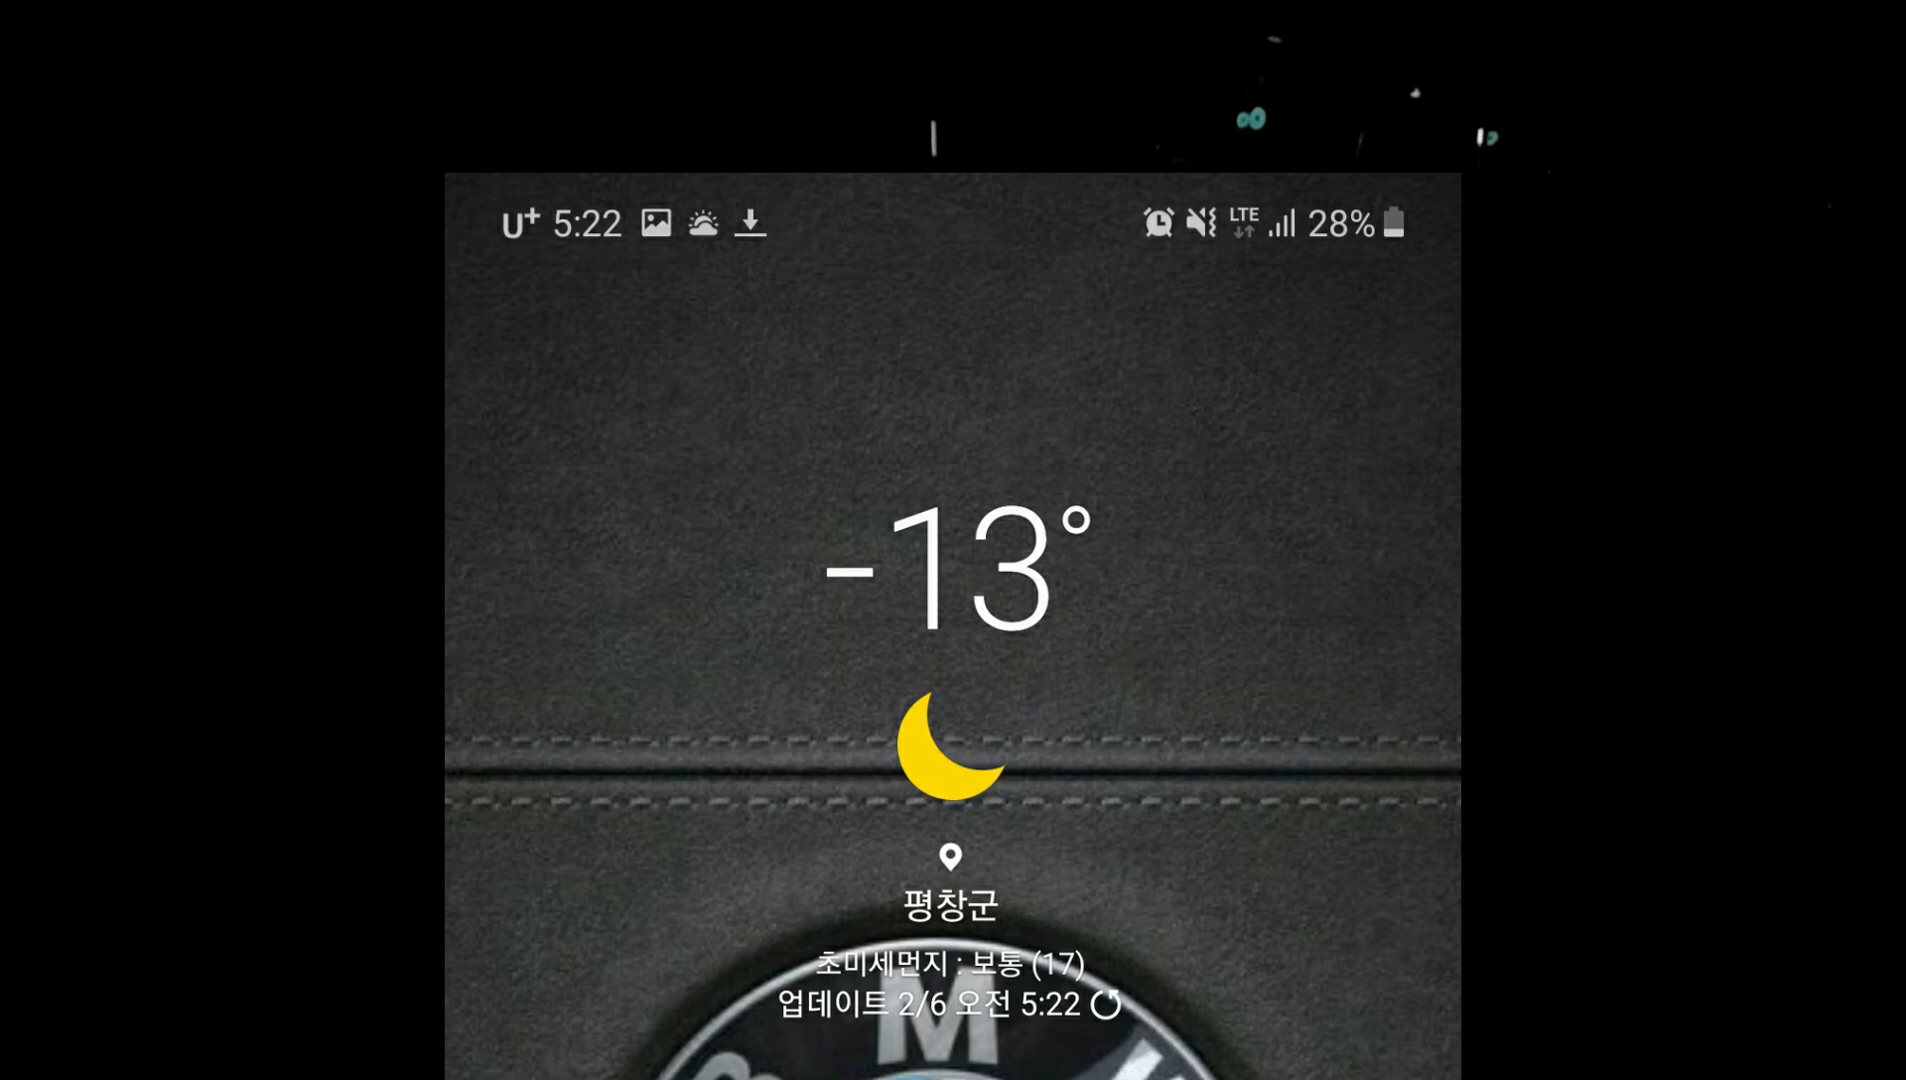 U+ 5:22 LTE 28%
-13°
평창군
초미세먼지 : 보통 (17)
업데이트 2/6 오전 5:22
M